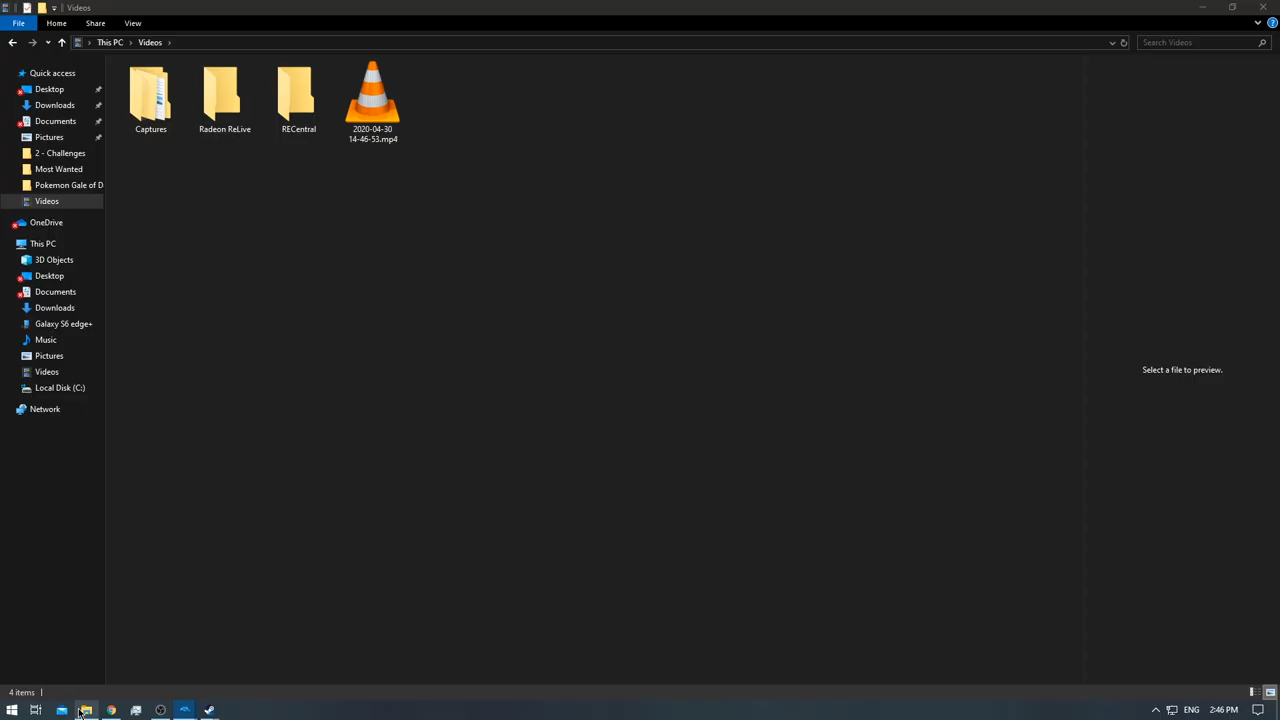 Videos
File Home Share View
This PC Videos
Search Videos
Quick access
Desktop
Downloads
Documents
Pictures
2 - Challenges
Most Wanted
Pokemon Gale of D
Videos
OneDrive
This PC
3D Objects
Desktop
Documents
Downloads
Galaxy S6 edge+
Music
Pictures
Videos
Local Disk (C:)
Network
Captures
Radeon ReLive
RECentral
2020-04-30
14-46-53.mp4
Select a file to preview.
4 items
ENG 2:46 PM